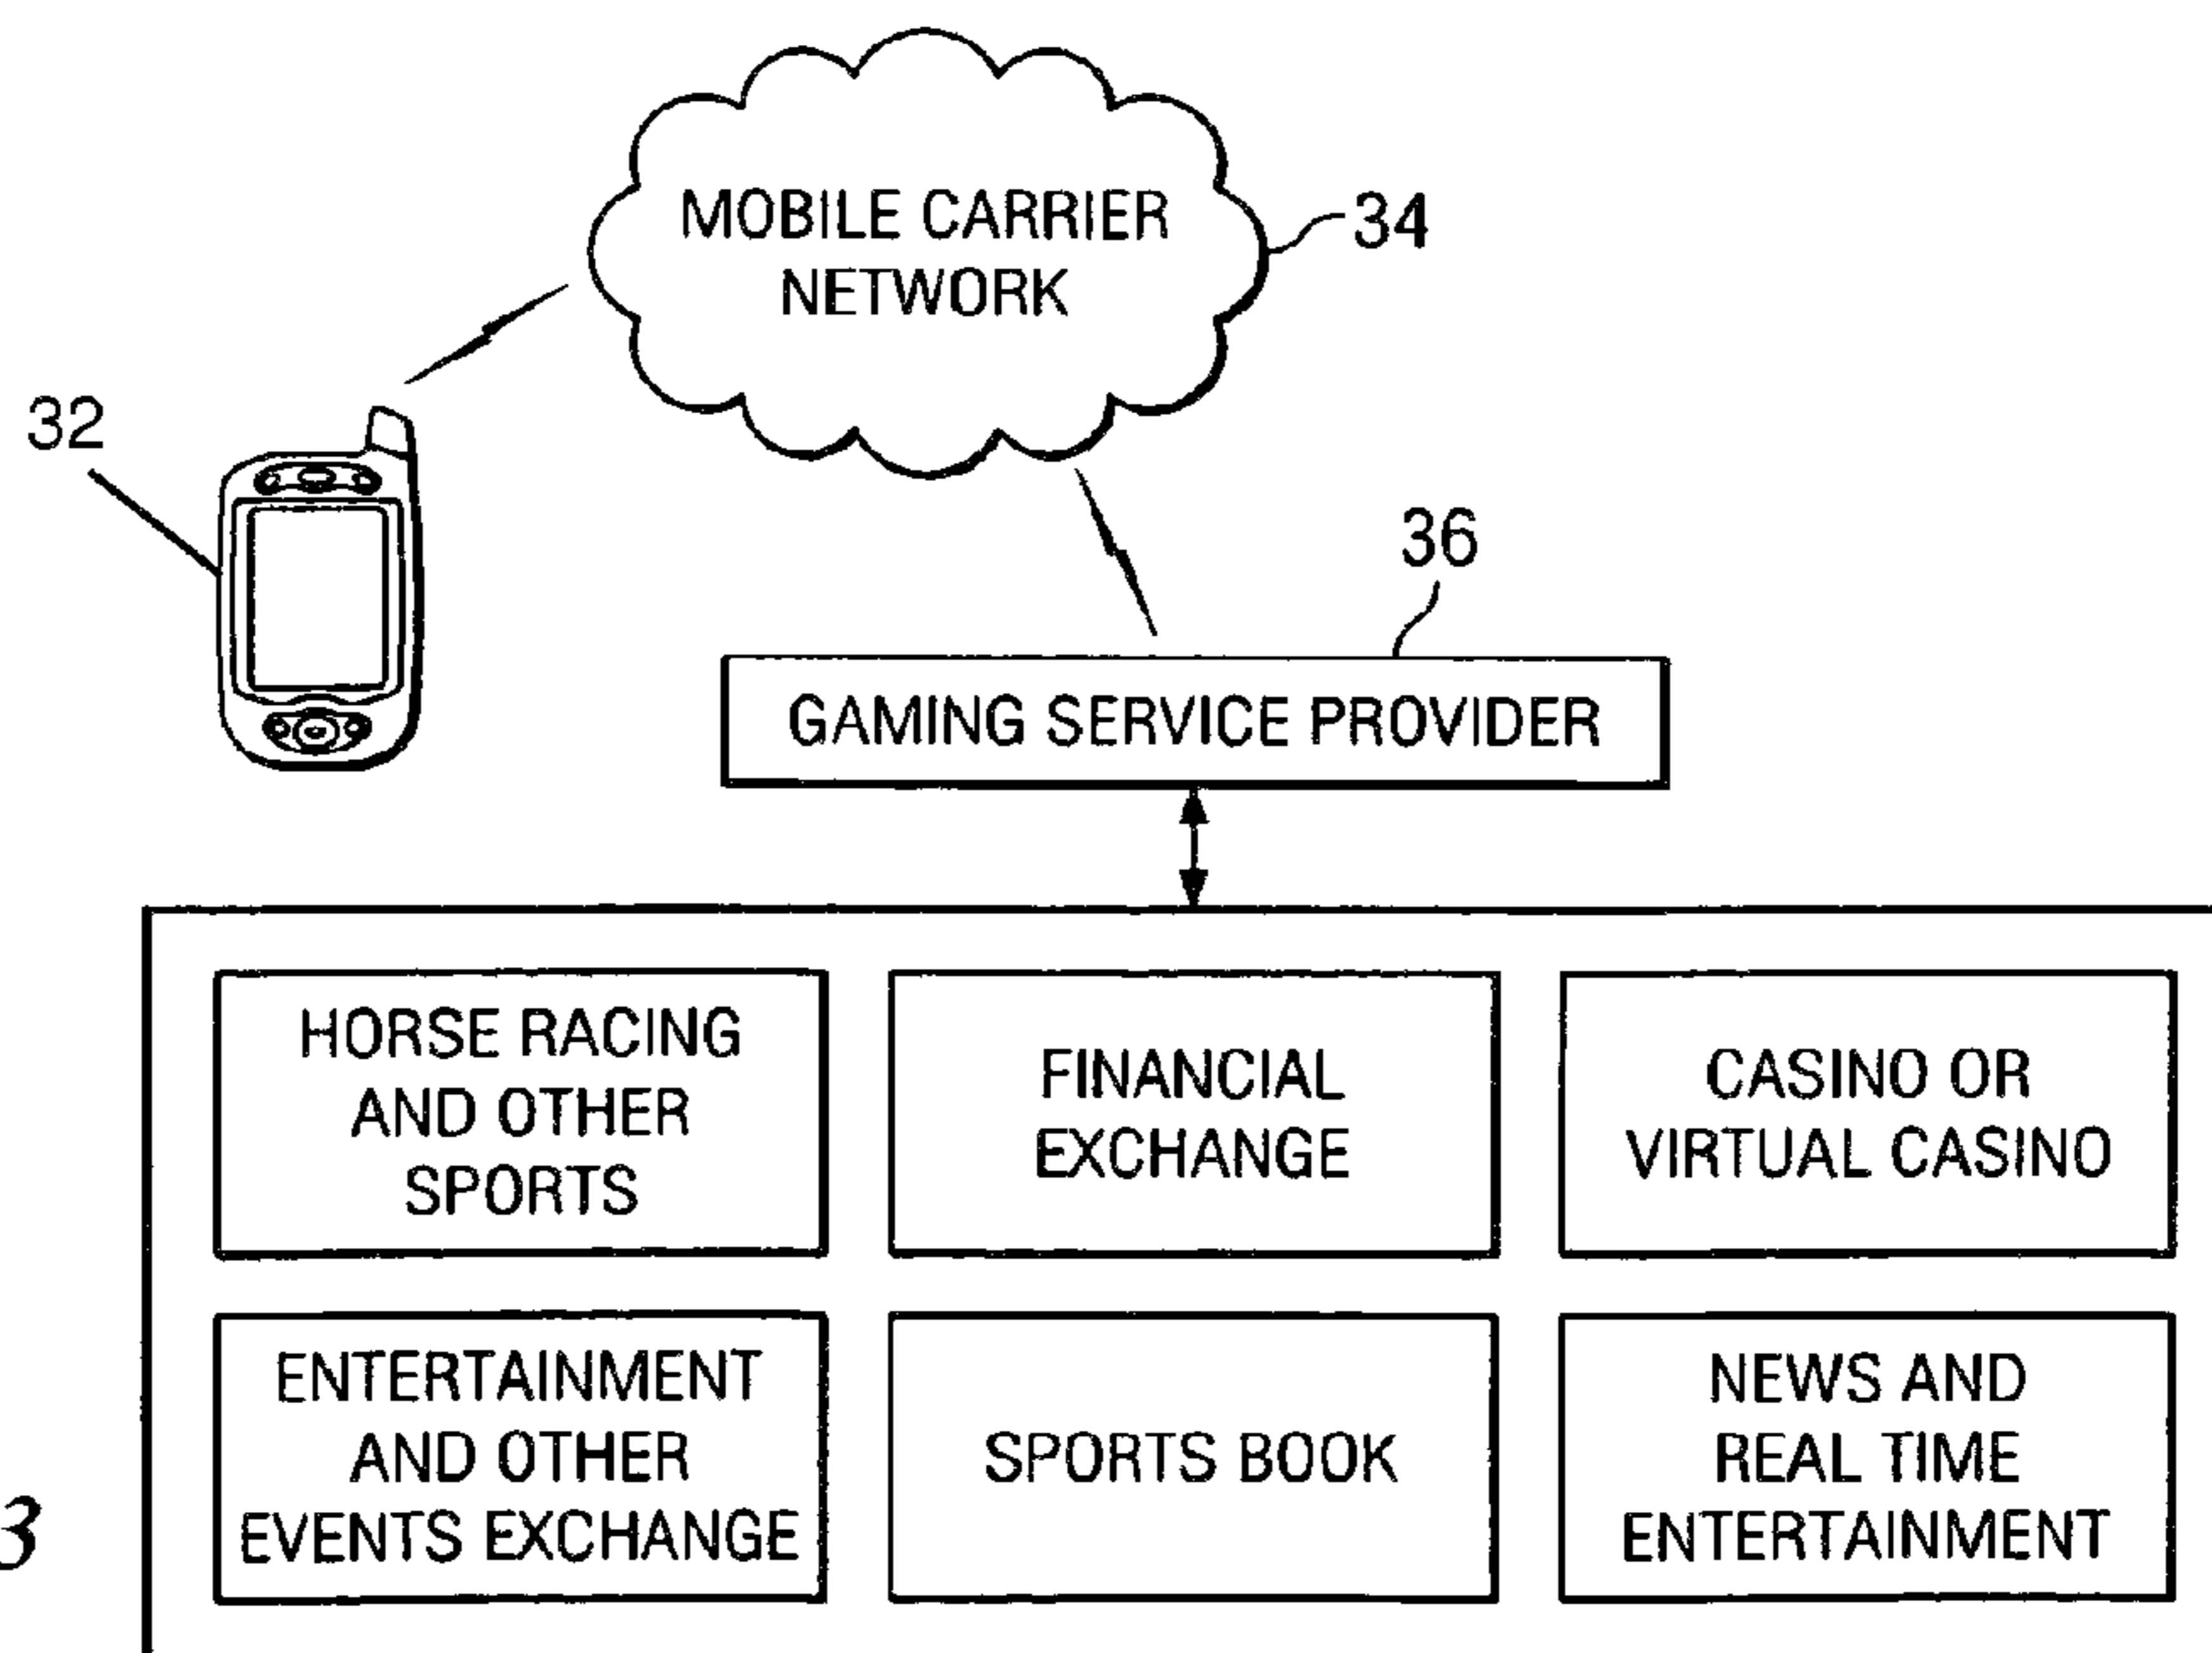 MOBILE CARRIER
NETWORK
34
32
36
GAMING SERVICE PROVIDER
HORSE RACING
AND OTHER
SPORTS
FINANCIAL
EXCHANGE
CASINO OR
VIRTUAL CASINO
ENTERTAINMENT
AND OTHER
EVENTS EXCHANGE
SPORTS BOOK
NEWS AND
REAL TIME
ENTERTAINMENT
3